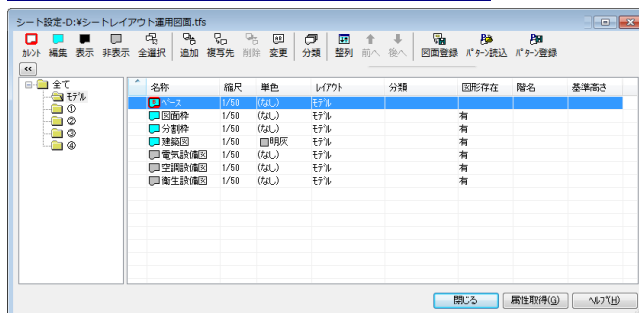 シート設定-D:¥シートレイアウト運用図面.tfs
ｶﾚﾝﾄ 編集 表示 非表示 全選択 追加 複写先 削除 変更 分類 整列 前へ 後へ 図面登録 ﾊﾟﾀｰﾝ読込 ﾊﾟﾀｰﾝ登録
<<
全て
ﾓﾃﾞﾙ
①
②
③
④
名称 縮尺 単色 ﾚｲｱｳﾄ 分類 図形存在 階名 基準高さ
ﾍﾞｰｽ 1/50 (なし) ﾓﾃﾞﾙ
図面枠 1/50 (なし) ﾓﾃﾞﾙ 有
分割枠 1/50 (なし) ﾓﾃﾞﾙ 有
建築図 1/50 明灰 ﾓﾃﾞﾙ 有
電気設備図 1/50 (なし) ﾓﾃﾞﾙ 有
空調設備図 1/50 (なし) ﾓﾃﾞﾙ 有
衛生設備図 1/50 (なし) ﾓﾃﾞﾙ 有
閉じる 属性取得(G) ﾍﾙﾌﾟ(H)